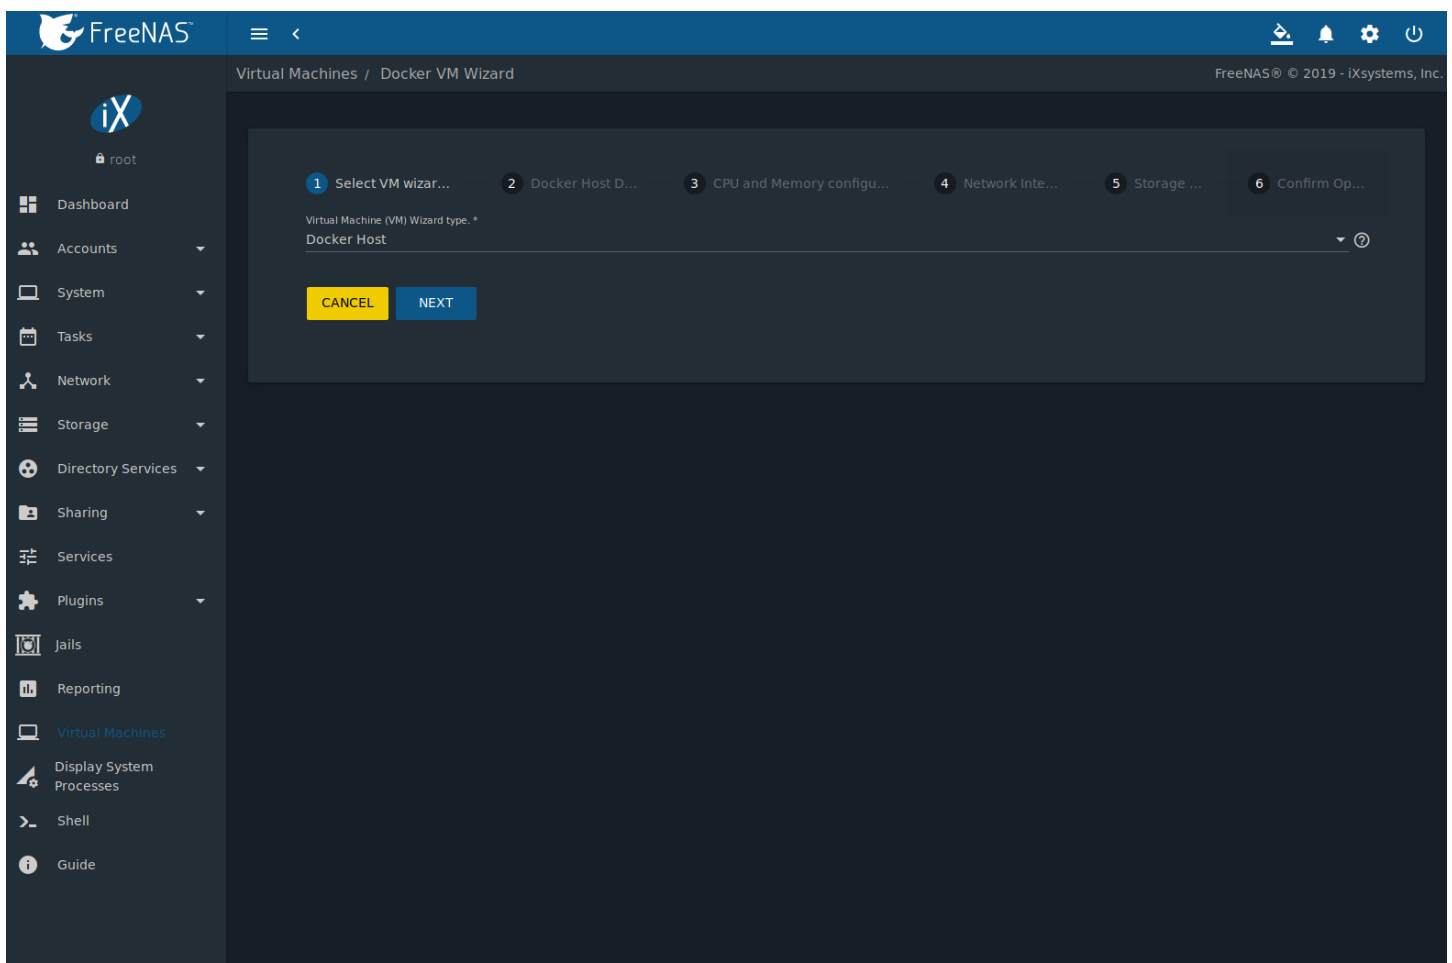 FreeNAS™
Virtual Machines / Docker VM Wizard
FreeNAS® © 2019 - iXsystems, Inc.
iX
root
Dashboard
Accounts
System
Tasks
Network
Storage
Directory Services
Sharing
Services
Plugins
Jails
Reporting
Virtual Machines
Display System
Processes
Shell
Guide
1 Select VM wizar... 2 Docker Host D... 3 CPU and Memory configu... 4 Network Inte... 5 Storage ... 6 Confirm Op...
Virtual Machine (VM) Wizard type. *
Docker Host
CANCEL NEXT